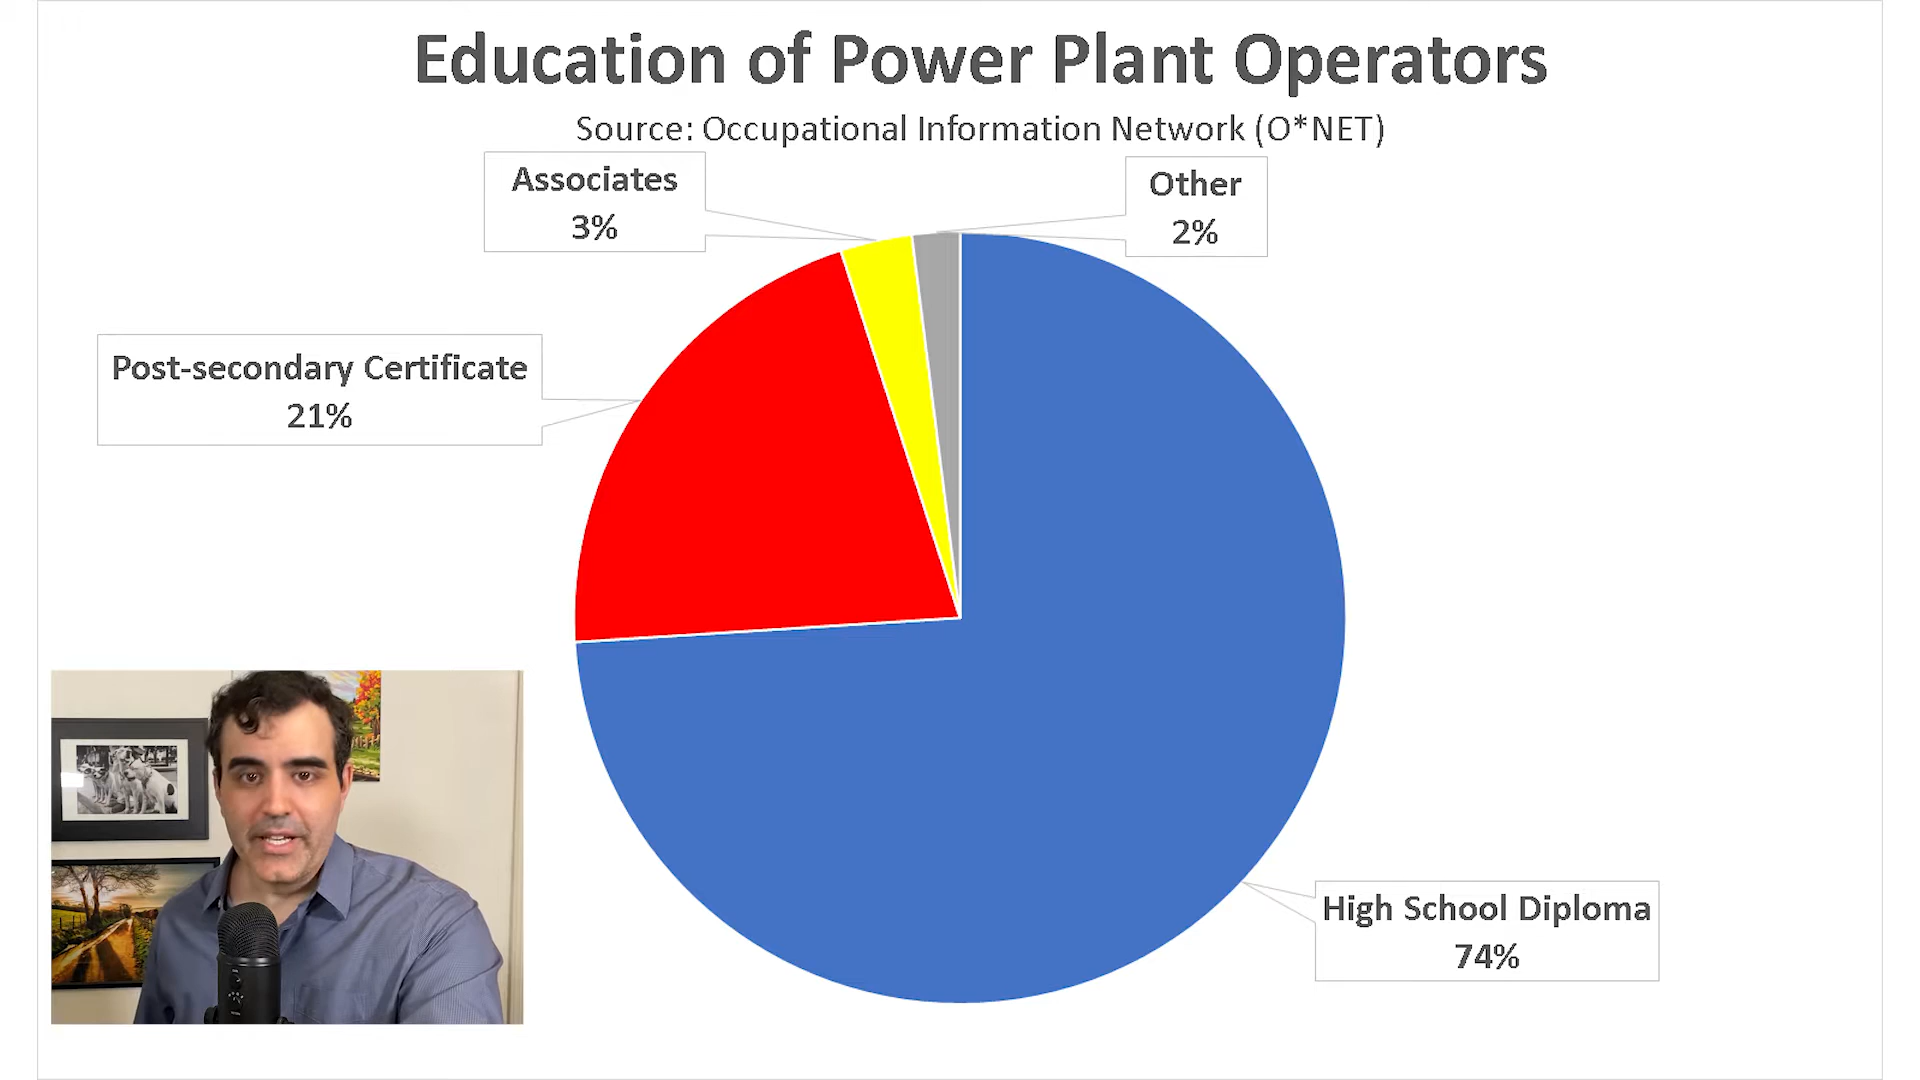 Education of Power Plant Operators
Source: Occupational Information Network (O*NET)
Associates
3%
Other
2%
Post-secondary Certificate
21%
High School Diploma
74%